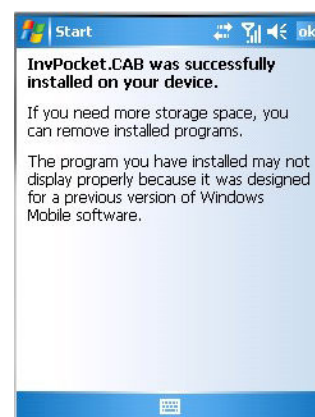 Start
ok
InvPocket.CAB was successfully
installed on your device.
If you need more storage space, you
can remove installed programs.
The program you have installed may not
display properly because it was designed
for a previous version of Windows
Mobile software.